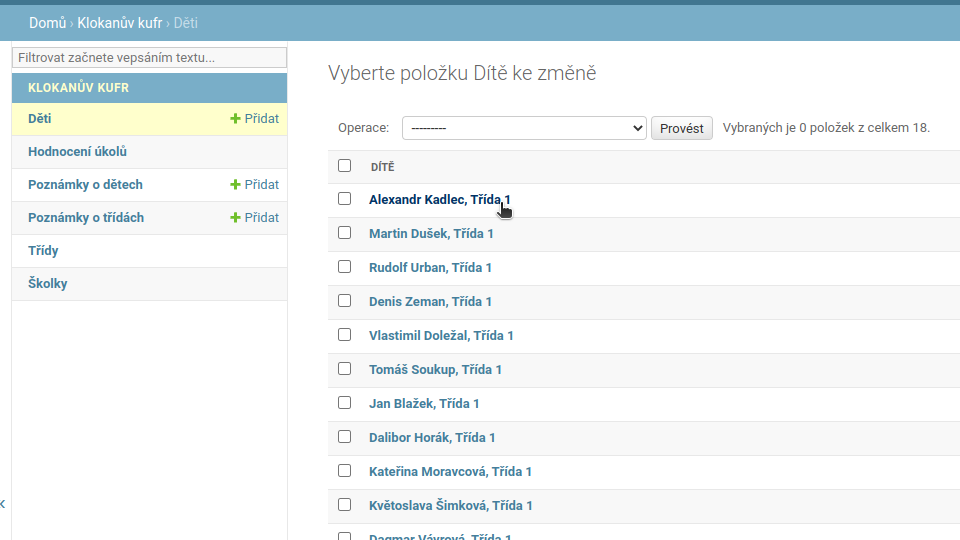 Domů › Klokanův kufr › Děti
Filtrovat začnete vepsáním textu...
KLOKANŮV KUFR
Děti
Přidat
Hodnocení úkolů
Poznámky o dětech
Přidat
Poznámky o třídách
Přidat
Třídy
Školky
Vyberte položku Dítě ke změně
Operace: --------- Provést Vybraných je 0 položek z celkem 18.
DÍTĚ
Alexandr Kadlec, Třída 1
Martin Dušek, Třída 1
Rudolf Urban, Třída 1
Denis Zeman, Třída 1
Vlastimil Doležal, Třída 1
Tomáš Soukup, Třída 1
Jan Blažek, Třída 1
Dalibor Horák, Třída 1
Kateřina Moravcová, Třída 1
Květoslava Šimková, Třída 1
Dagmar Vávrová, Třída 1